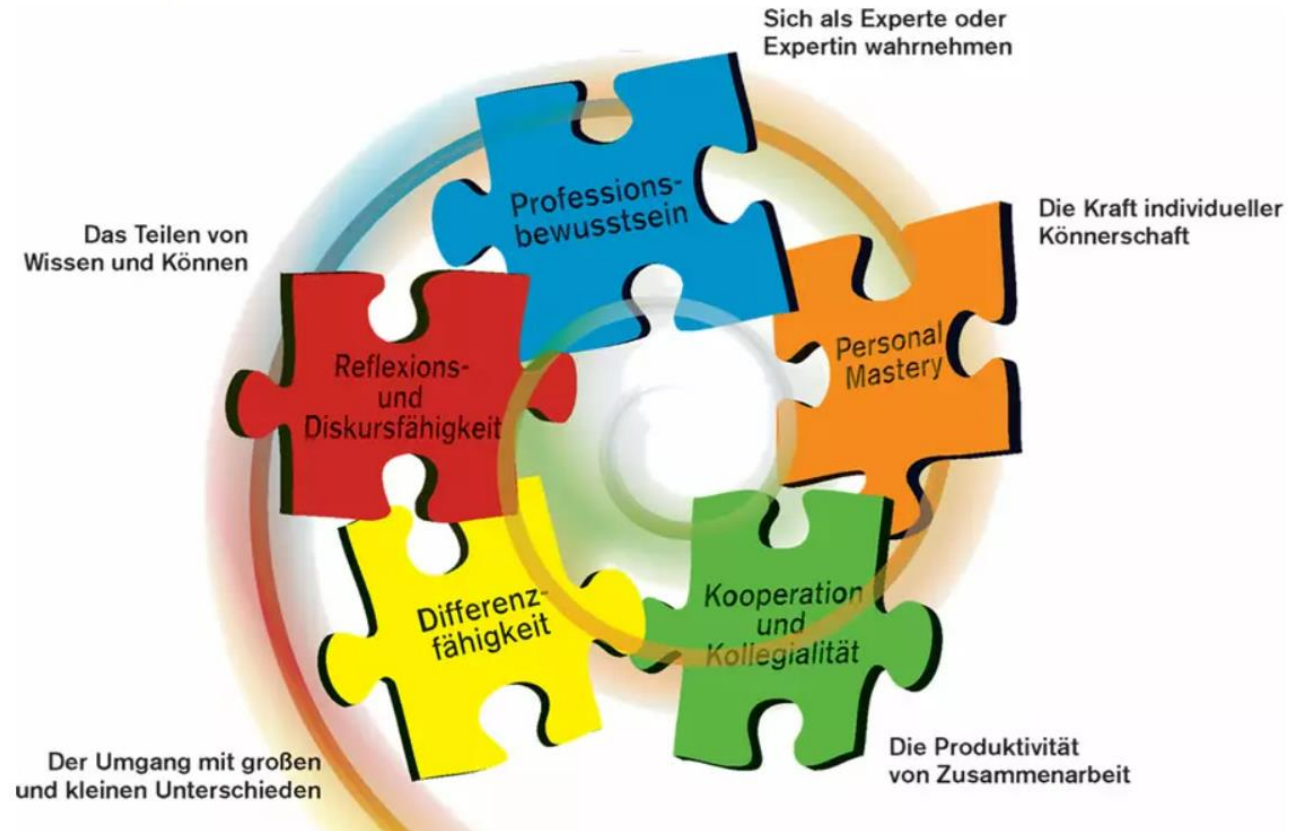 Sich als Experte oder
Expertin wahrnehmen
Professions-
bewusstsein
Die Kraft individueller
Könnerschaft
Personal
Mastery
Das Teilen von
Wissen und Können
Reflexions-
und
Diskursfähigkeit
Differenz-
fähigkeit
Kooperation
und
Kollegialität
Der Umgang mit großen
und kleinen Unterschieden
Die Produktivität
von Zusammenarbeit